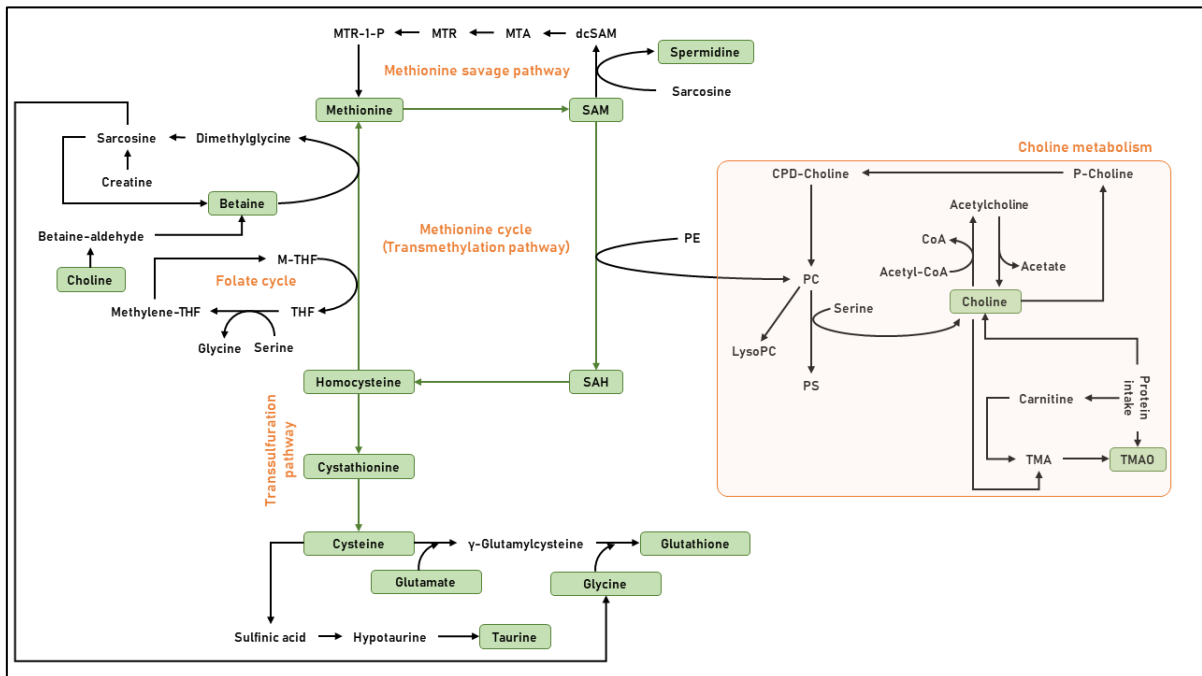 MTR-1-P
MTR
MTA
dcSAM
Spermidine
Methionine savage pathway
Sarcosine
Methionine
SAM
Sarcosine
Dimethylglycine
Creatine
Betaine
Betaine-aldehyde
Choline
Methionine cycle
(Transmethylation pathway)
PE
M-THF
Folate cycle
Methylene-THF
THF
Glycine
Serine
Choline metabolism
CPD-Choline
P-Choline
Acetylcholine
CoA
Acetyl-CoA
Acetate
PC
Choline
Serine
LysoPC
PS
Protein
intake
Carnitine
TMA
TMAO
Homocysteine
SAH
Transsulfuration
pathway
Cystathionine
Cysteine
γ-Glutamylcysteine
Glutathione
Glutamate
Glycine
Sulfinic acid
Hypotaurine
Taurine